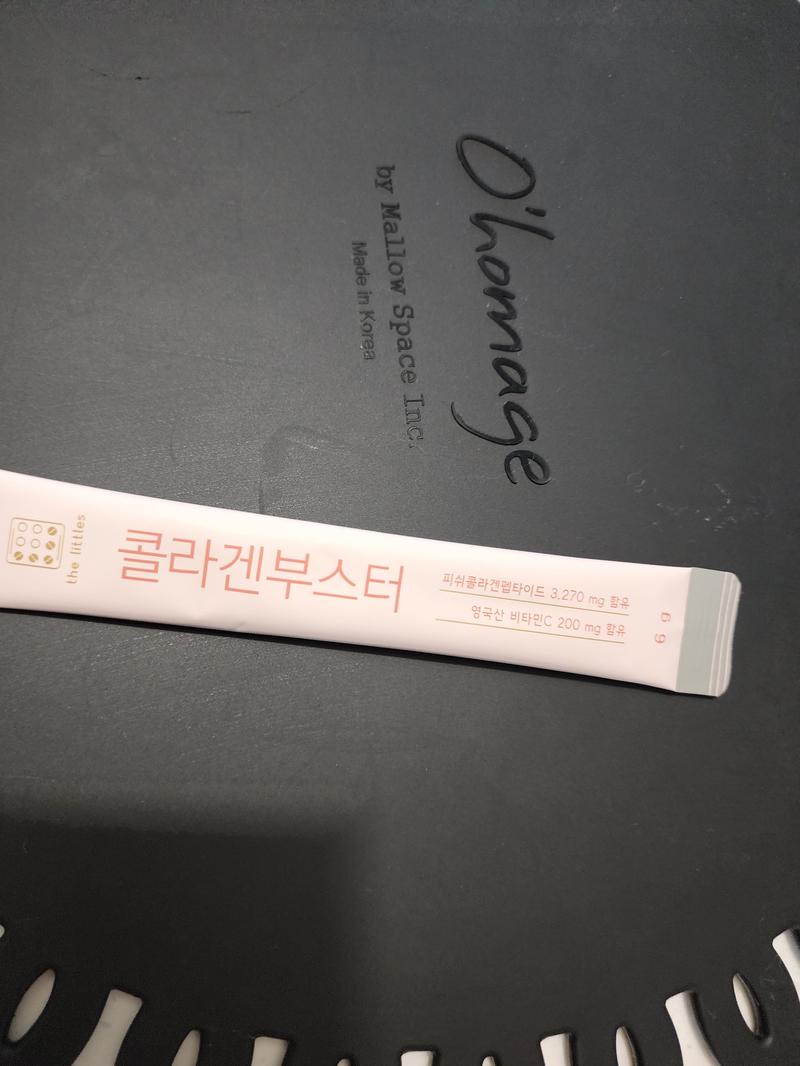 O'homage
by Mallow Space Inc.
Made in Korea
the littles
콜라겐부스터
피쉬콜라겐펩타이드 3,270 mg 함유
영국산 비타민C 200 mg 함유
6 g